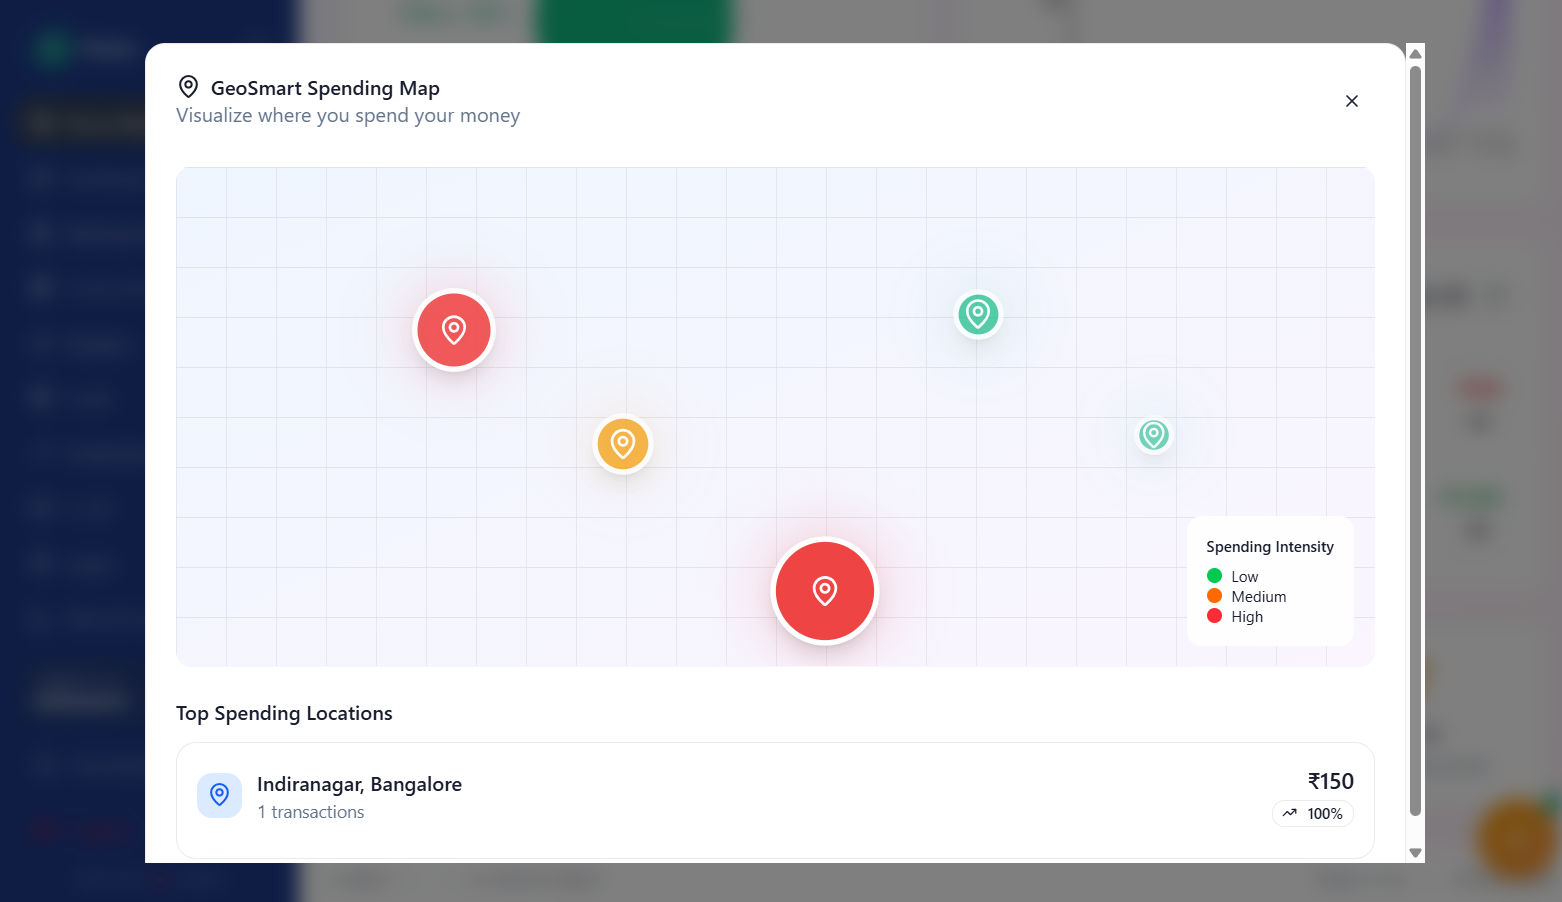 GeoSmart Spending Map
Visualize where you spend your money
Spending Intensity
Low
Medium
High
Top Spending Locations
Indiranagar, Bangalore
₹150
1 transactions
100%